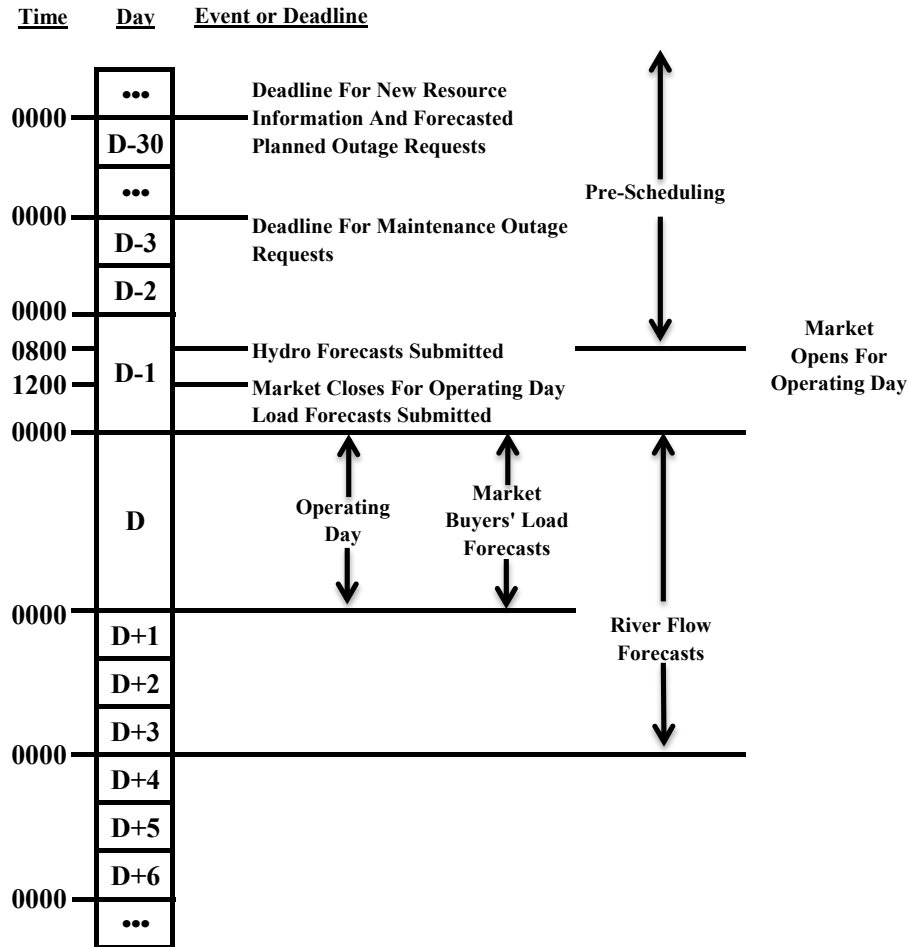 Time Day Event or Deadline
•••
Deadline For New Resource
0000
Information And Forecasted
D-30
Planned Outage Requests
•••
Pre-Scheduling
0000
Deadline For Maintenance Outage
D-3
Requests
D-2
0000
0800
Hydro Forecasts Submitted
Market
Opens For
Operating Day
D-1
1200
Market Closes For Operating Day
Load Forecasts Submitted
0000
D
Operating
Day
Market
Buyers' Load
Forecasts
0000
River Flow
Forecasts
D+1
D+2
D+3
0000
D+4
D+5
D+6
0000
•••